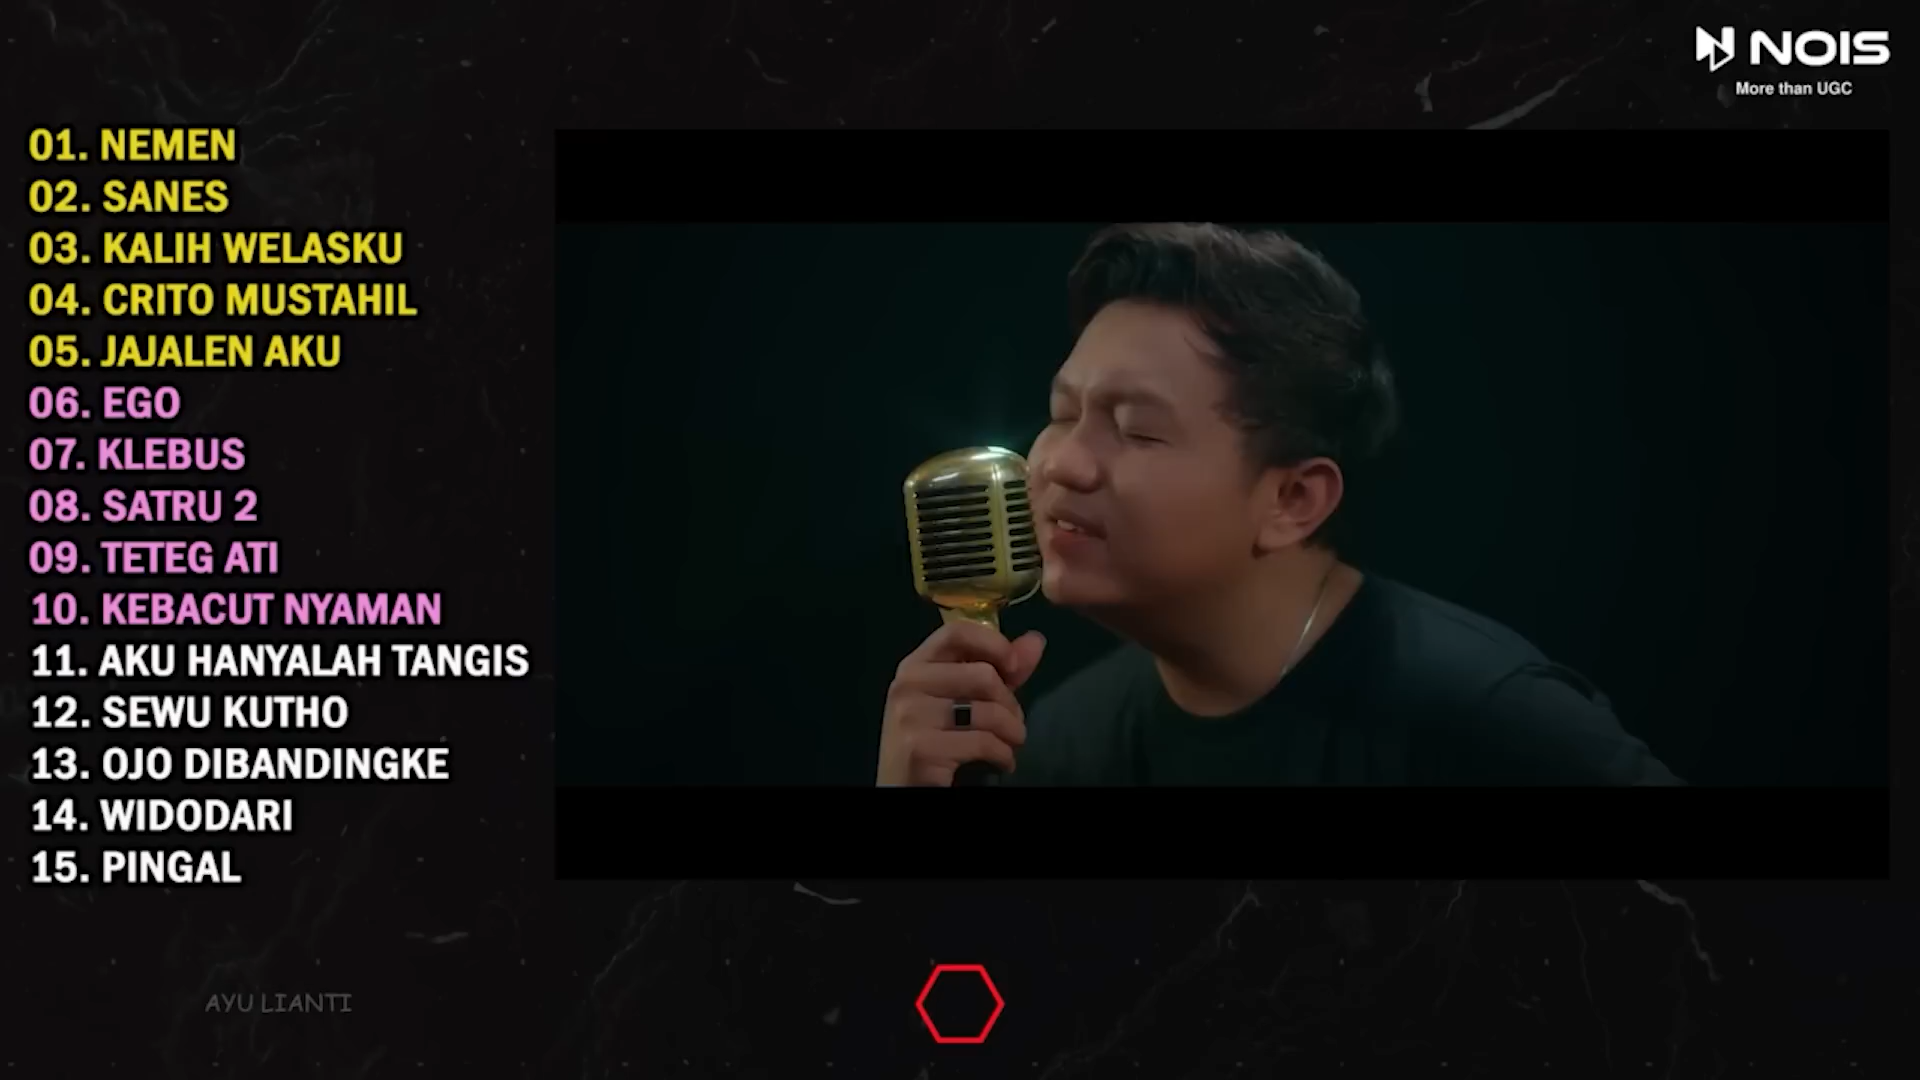 NOIS
More than UGC
01. NEMEN
02. SANES
03. KALIH WELASKU
04. CRITO MUSTAHIL
05. JAJALEN AKU
06. EGO
07. KLEBUS
08. SATRU 2
09. TETEG ATI
10. KEBACUT NYAMAN
11. AKU HANYALAH TANGIS
12. SEWU KUTHO
13. OJO DIBANDINGKE
14. WIDODARI
15. PINGAL
AYU LIANTI